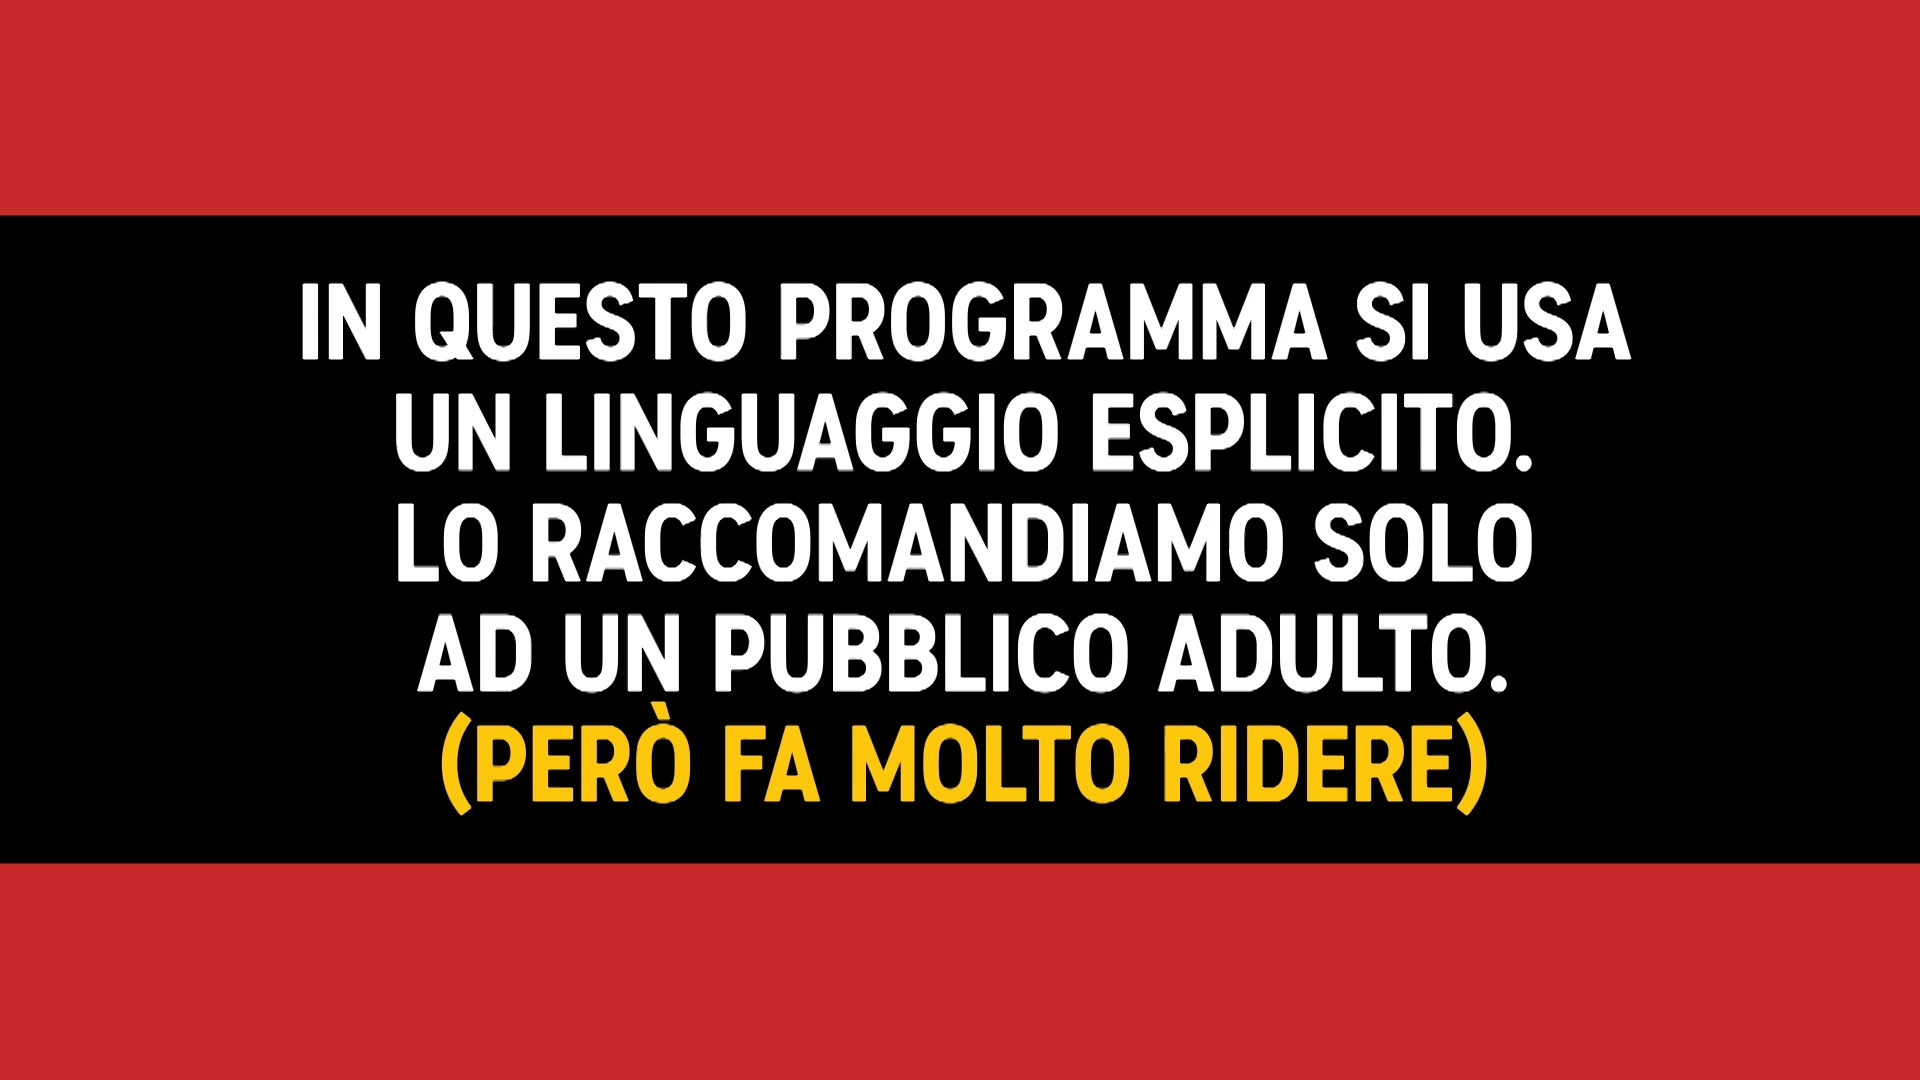 IN QUESTO PROGRAMMA SI USA
UN LINGUAGGIO ESPLICITO.
LO RACCOMANDIAMO SOLO
AD UN PUBBLICO ADULTO.
(PERÒ FA MOLTO RIDERE)